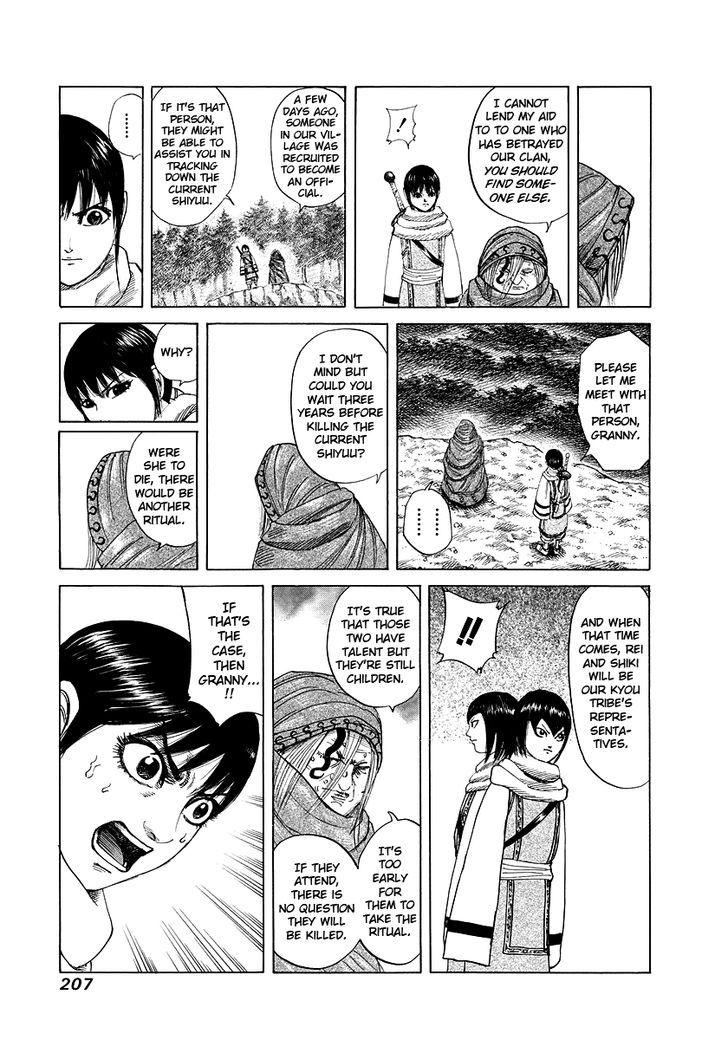 I CANNOT
LEND MY AID
TO TO ONE WHO
HAS BETRAYED
OUR CLAN,
YOU SHOULD
FIND SOME-
ONE ELSE.
!
A FEW
DAYS AGO,
SOMEONE
IN OUR VIL-
LAGE WAS
RECRUITED
TO BECOME
AN OFFI-
CIAL.
IF IT'S THAT
PERSON,
THEY MIGHT
BE ABLE TO
ASSIST YOU IN
TRACKING
DOWN THE
CURRENT
SHIYUU.
......
PLEASE
LET ME
MEET WITH
THAT
PERSON,
GRANNY.
......
I DON'T
MIND BUT
COULD YOU
WAIT THREE
YEARS BEFORE
KILLING THE
CURRENT
SHIYUU?
WHY?
WERE
SHE TO
DIE, THERE
WOULD BE
ANOTHER
RITUAL.
AND WHEN
THAT TIME
COMES, REI
AND SHIKI
WILL BE
OUR KYOU
TRIBE'S
REPRE-
SENTA-
TIVES.
!!
IT'S TRUE
THAT THOSE
TWO HAVE
TALENT BUT
THEY'RE STILL
CHILDREN.
IT'S
TOO
EARLY
FOR
THEM TO
TAKE THE
RITUAL.
IF THEY
ATTEND,
THERE IS
NO QUESTION
THEY WILL
BE KILLED.
IF
THAT'S
THE
CASE,
THEN
GRANNY...
!!
207